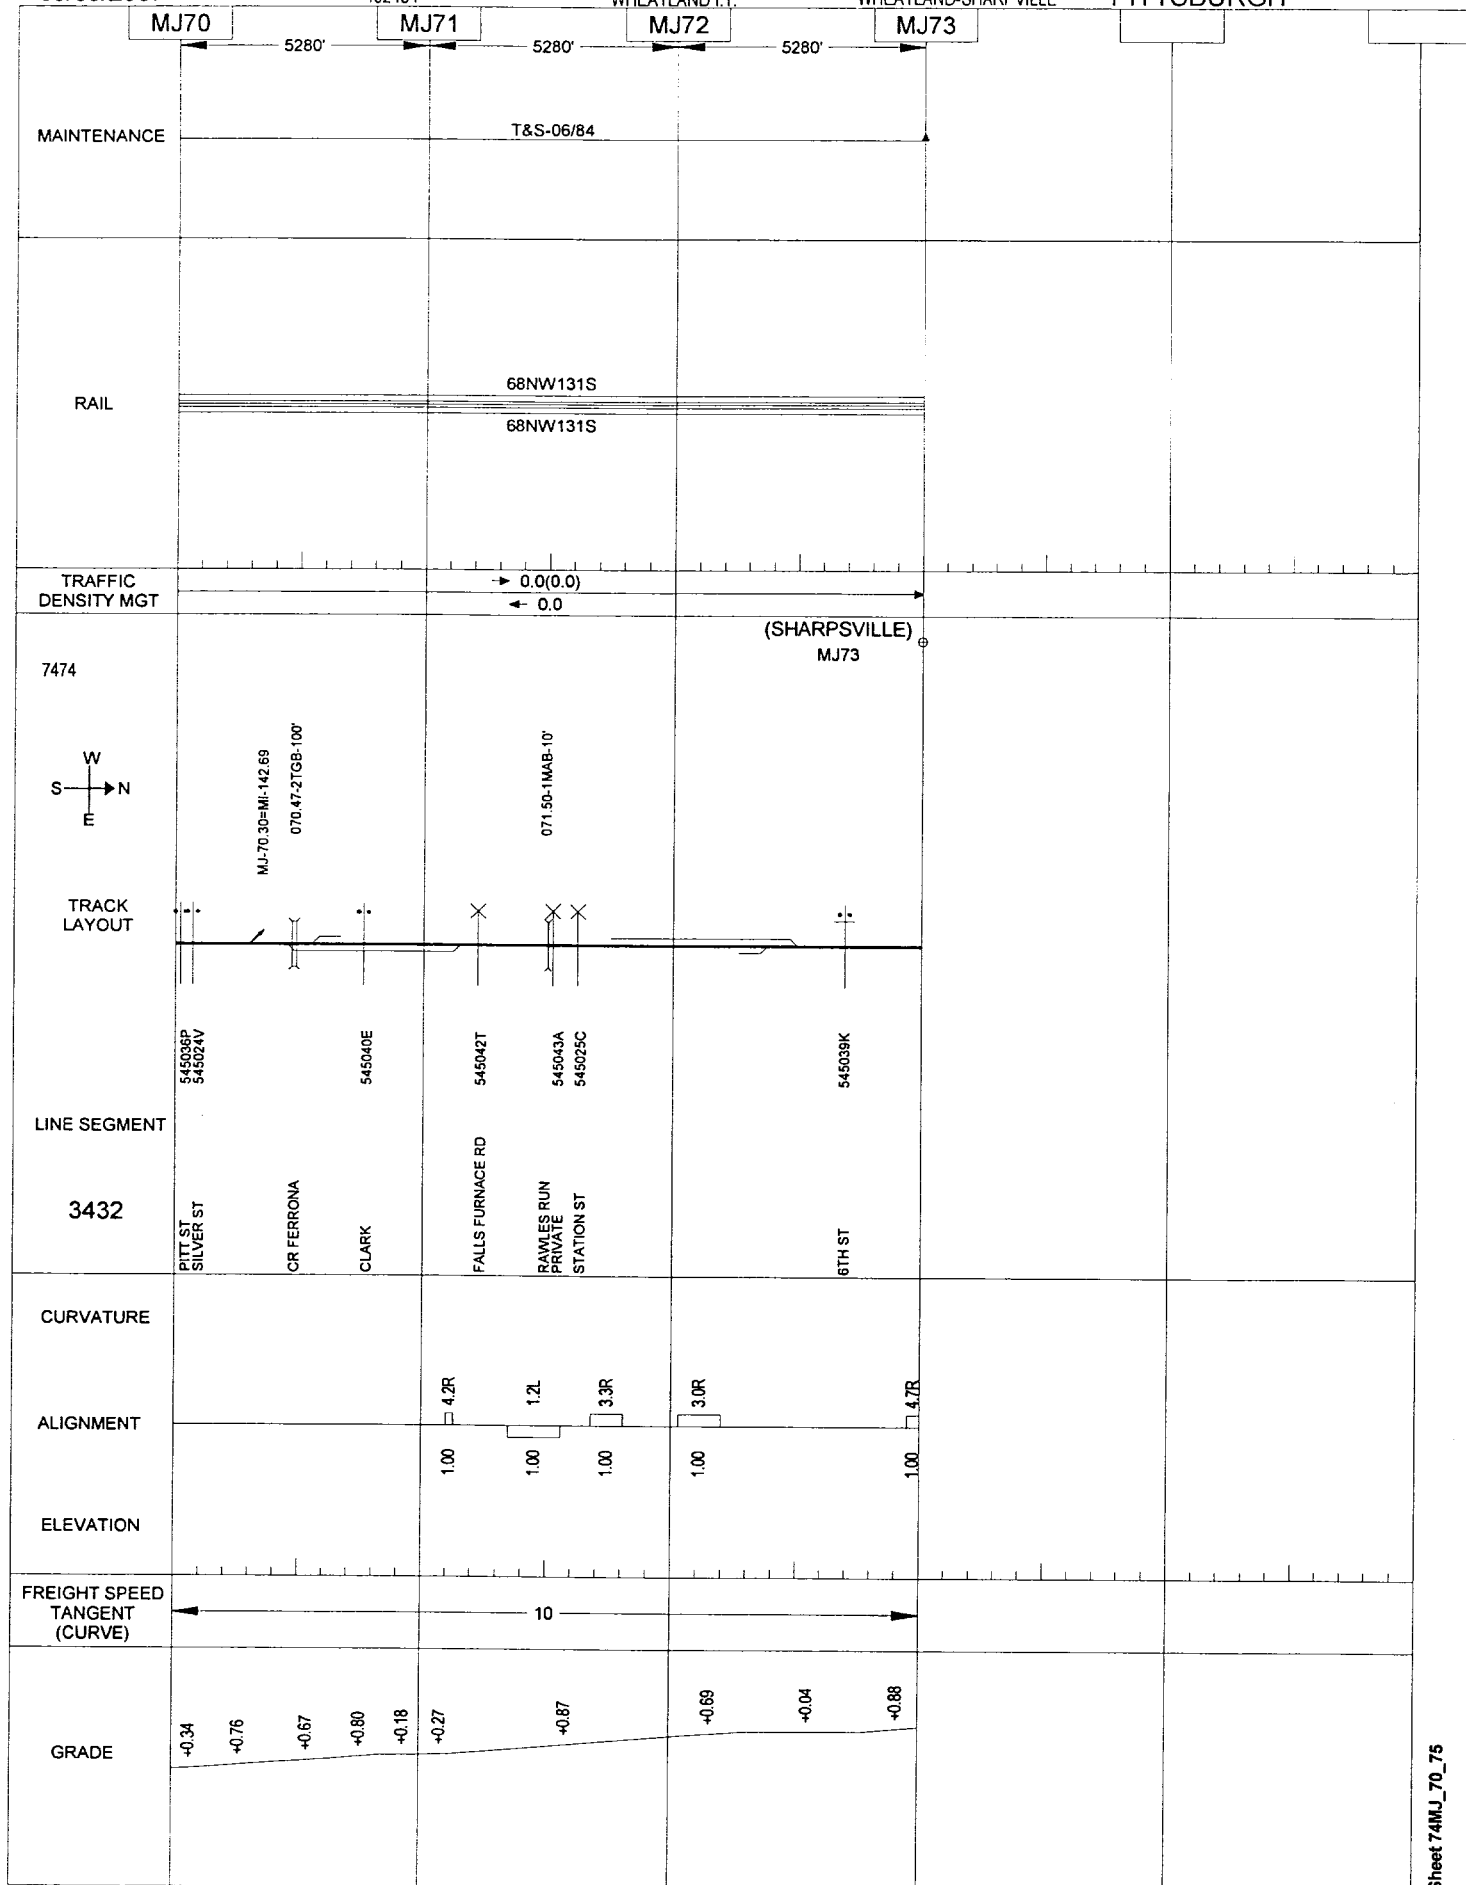 WHEATLAND I.T.
WHEATLAND-SHARPVILLE
PITTSBURGH
MJ70
MJ71
MJ72
MJ73
5280'
5280'
5280'
MAINTENANCE
T&S-06/84
RAIL
68NW131S
68NW131S
TRAFFIC
DENSITY MGT
0.0(0.0)
0.0
(SHARPSVILLE)
MJ73
7474
W
S
N
E
MJ-70.30=MI-142.69
070.47-2TGB-100'
071.50-1MAB-10'
TRACK
LAYOUT
545036P
545024V
545040E
545042T
545043A
545025C
545039K
LINE SEGMENT
3432
PITT ST
SILVER ST
CR FERRONA
CLARK
FALLS FURNACE RD
RAWLES RUN
PRIVATE
STATION ST
6TH ST
CURVATURE
ALIGNMENT
4.2R
1.2L
3.3R
3.0R
4.7R
1.00
1.00
1.00
1.00
1.00
ELEVATION
FREIGHT SPEED
TANGENT
(CURVE)
10
GRADE
+0.34
+0.76
+0.67
+0.80
+0.18
+0.27
+0.87
+0.69
+0.04
+0.88
Sheet 74MJ_70_75